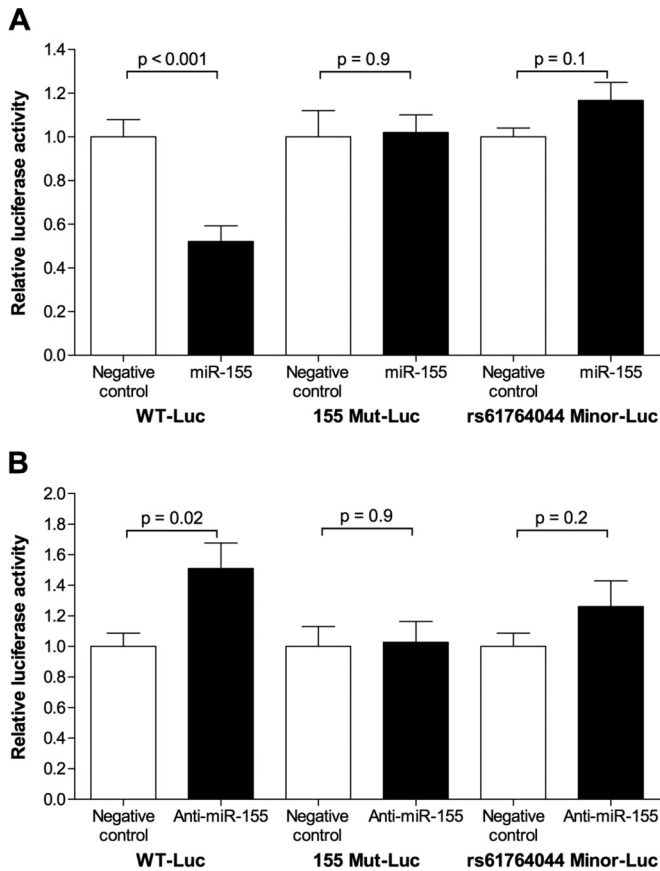 A
p < 0.001
p = 0.9
p = 0.1
Relative luciferase activity
1.4
1.2
1.0
0.8
0.6
0.4
0.2
0.0
Negative control
miR-155
Negative control
miR-155
Negative control
miR-155
WT-Luc
155 Mut-Luc
rs61764044 Minor-Luc
B
p = 0.02
p = 0.9
p = 0.2
Relative luciferase activity
2.0
1.8
1.6
1.4
1.2
1.0
0.8
0.6
0.4
0.2
0.0
Negative control
Anti-miR-155
Negative control
Anti-miR-155
Negative control
Anti-miR-155
WT-Luc
155 Mut-Luc
rs61764044 Minor-Luc